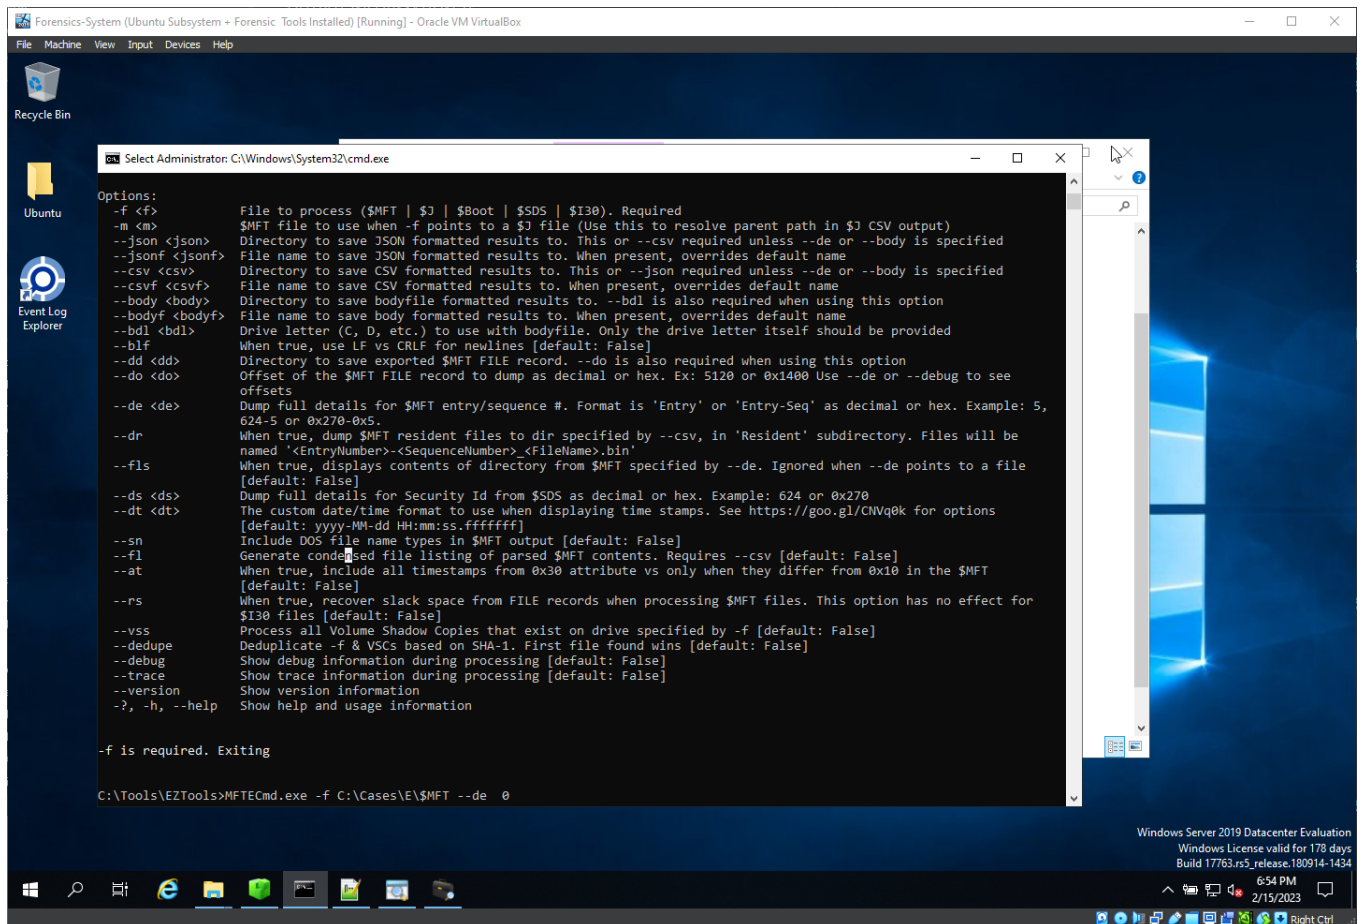 Forensics-System (Ubuntu Subsystem + Forensic Tools Installed) [Running] - Oracle VM VirtualBox
File Machine View Input Devices Help
Recycle Bin
Ubuntu
Event Log
Explorer
Select Administrator: C:\Windows\System32\cmd.exe
Options:
-f <f> File to process ($MFT | $J | $Boot | $SDS | $I30). Required
-m <m> $MFT file to use when -f points to a $J file (Use this to resolve parent path in $J CSV output)
--json <json> Directory to save JSON formatted results to. This or --csv required unless --de or --body is specified
--jsonf <jsonf> File name to save JSON formatted results to. When present, overrides default name
--csv <csv> Directory to save CSV formatted results to. This or --json required unless --de or --body is specified
--csvf <csvf> File name to save CSV formatted results to. When present, overrides default name
--body <body> Directory to save bodyfile formatted results to. --bdl is also required when using this option
--bodyf <bodyf> File name to save body formatted results to. When present, overrides default name
--bdl <bdl> Drive letter (C, D, etc.) to use with bodyfile. Only the drive letter itself should be provided
--blf When true, use LF vs CRLF for newlines [default: False]
--dd <dd> Directory to save exported $MFT FILE record. --do is also required when using this option
--do <do> Offset of the $MFT FILE record to dump as decimal or hex. Ex: 5120 or 0x1400 Use --de or --debug to see
offsets
--de <de> Dump full details for $MFT entry/sequence #. Format is 'Entry' or 'Entry-Seq' as decimal or hex. Example: 5,
624-5 or 0x270-0x5.
--dr When true, dump $MFT resident files to dir specified by --csv, in 'Resident' subdirectory. Files will be
named '<EntryNumber>-<SequenceNumber>_<FileName>.bin'
--fls When true, displays contents of directory from $MFT specified by --de. Ignored when --de points to a file
[default: False]
--ds <ds> Dump full details for Security Id from $SDS as decimal or hex. Example: 624 or 0x270
--dt <dt> The custom date/time format to use when displaying time stamps. See https://goo.gl/CNVq0k for options
[default: yyyy-MM-dd HH:mm:ss.fffffff]
--sn Include DOS file name types in $MFT output [default: False]
--fl Generate condensed file listing of parsed $MFT contents. Requires --csv [default: False]
--at When true, include all timestamps from 0x30 attribute vs only when they differ from 0x10 in the $MFT
[default: False]
--rs When true, recover slack space from FILE records when processing $MFT files. This option has no effect for
$I30 files [default: False]
--vss Process all Volume Shadow Copies that exist on drive specified by -f [default: False]
--dedupe Deduplicate -f & VSCs based on SHA-1. First file found wins [default: False]
--debug Show debug information during processing [default: False]
--trace Show trace information during processing [default: False]
--version Show version information
-?, -h, --help Show help and usage information
-f is required. Exiting
C:\Tools\EZTools>MFTECmd.exe -f C:\Cases\E\$MFT --de 0
Windows Server 2019 Datacenter Evaluation
Windows License valid for 178 days
Build 17763.rs5_release.180914-1434
6:54 PM
2/15/2023
Right Ctrl